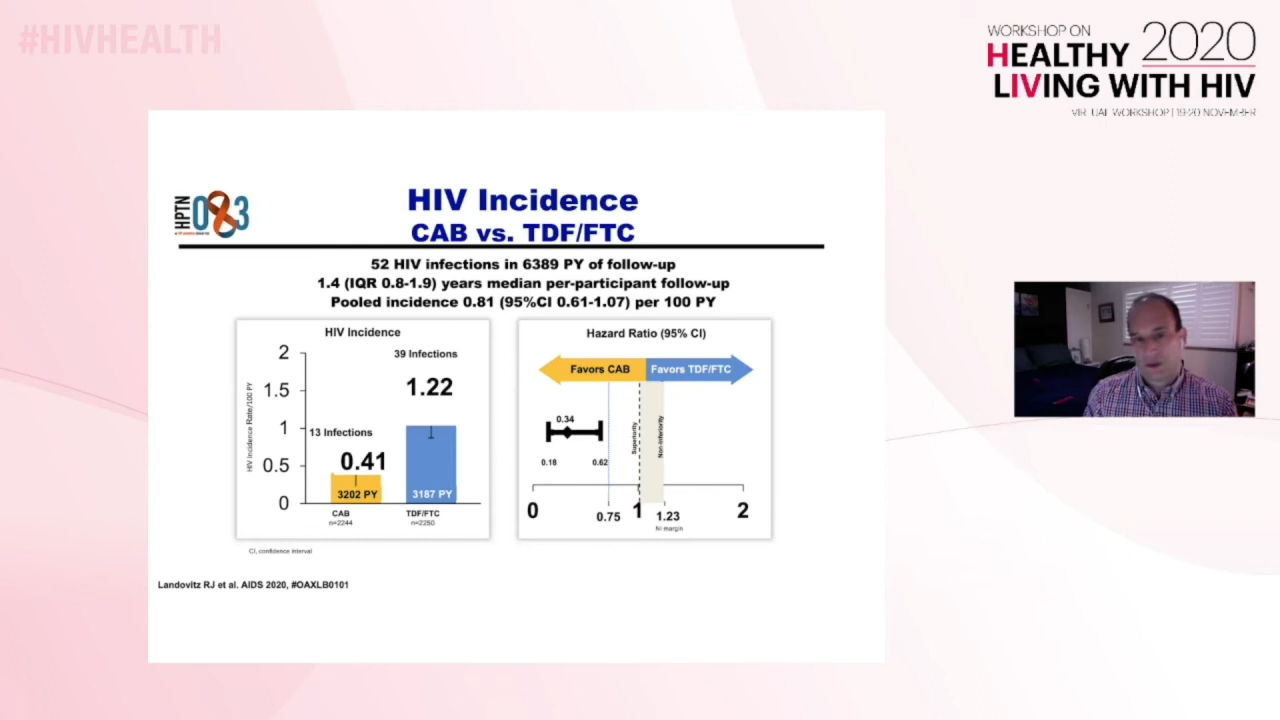 #HIVHEALTH
WORKSHOP ON
HEALTHY 2020
LIVING WITH HIV
VIRTUAL WORKSHOP | 19-20 NOVEMBER
HPTN 083
HIV Incidence
CAB vs. TDF/FTC
52 HIV infections in 6389 PY of follow-up
1.4 (IQR 0.8-1.9) years median per-participant follow-up
Pooled incidence 0.81 (95%CI 0.61-1.07) per 100 PY
HIV Incidence
HIV Incidence Rate/100 PY
2
1.5
1
0.5
0
39 Infections
1.22
13 Infections
0.41
3202 PY
3187 PY
CAB
n=2244
TDF/FTC
n=2250
Hazard Ratio (95% CI)
Favors CAB
Favors TDF/FTC
0.34
0.18
0.62
Superiority
Non-inferiority
0
0.75
1
1.23
NI margin
2
CI, confidence interval
Landovitz RJ et al. AIDS 2020, #OAXLB0101